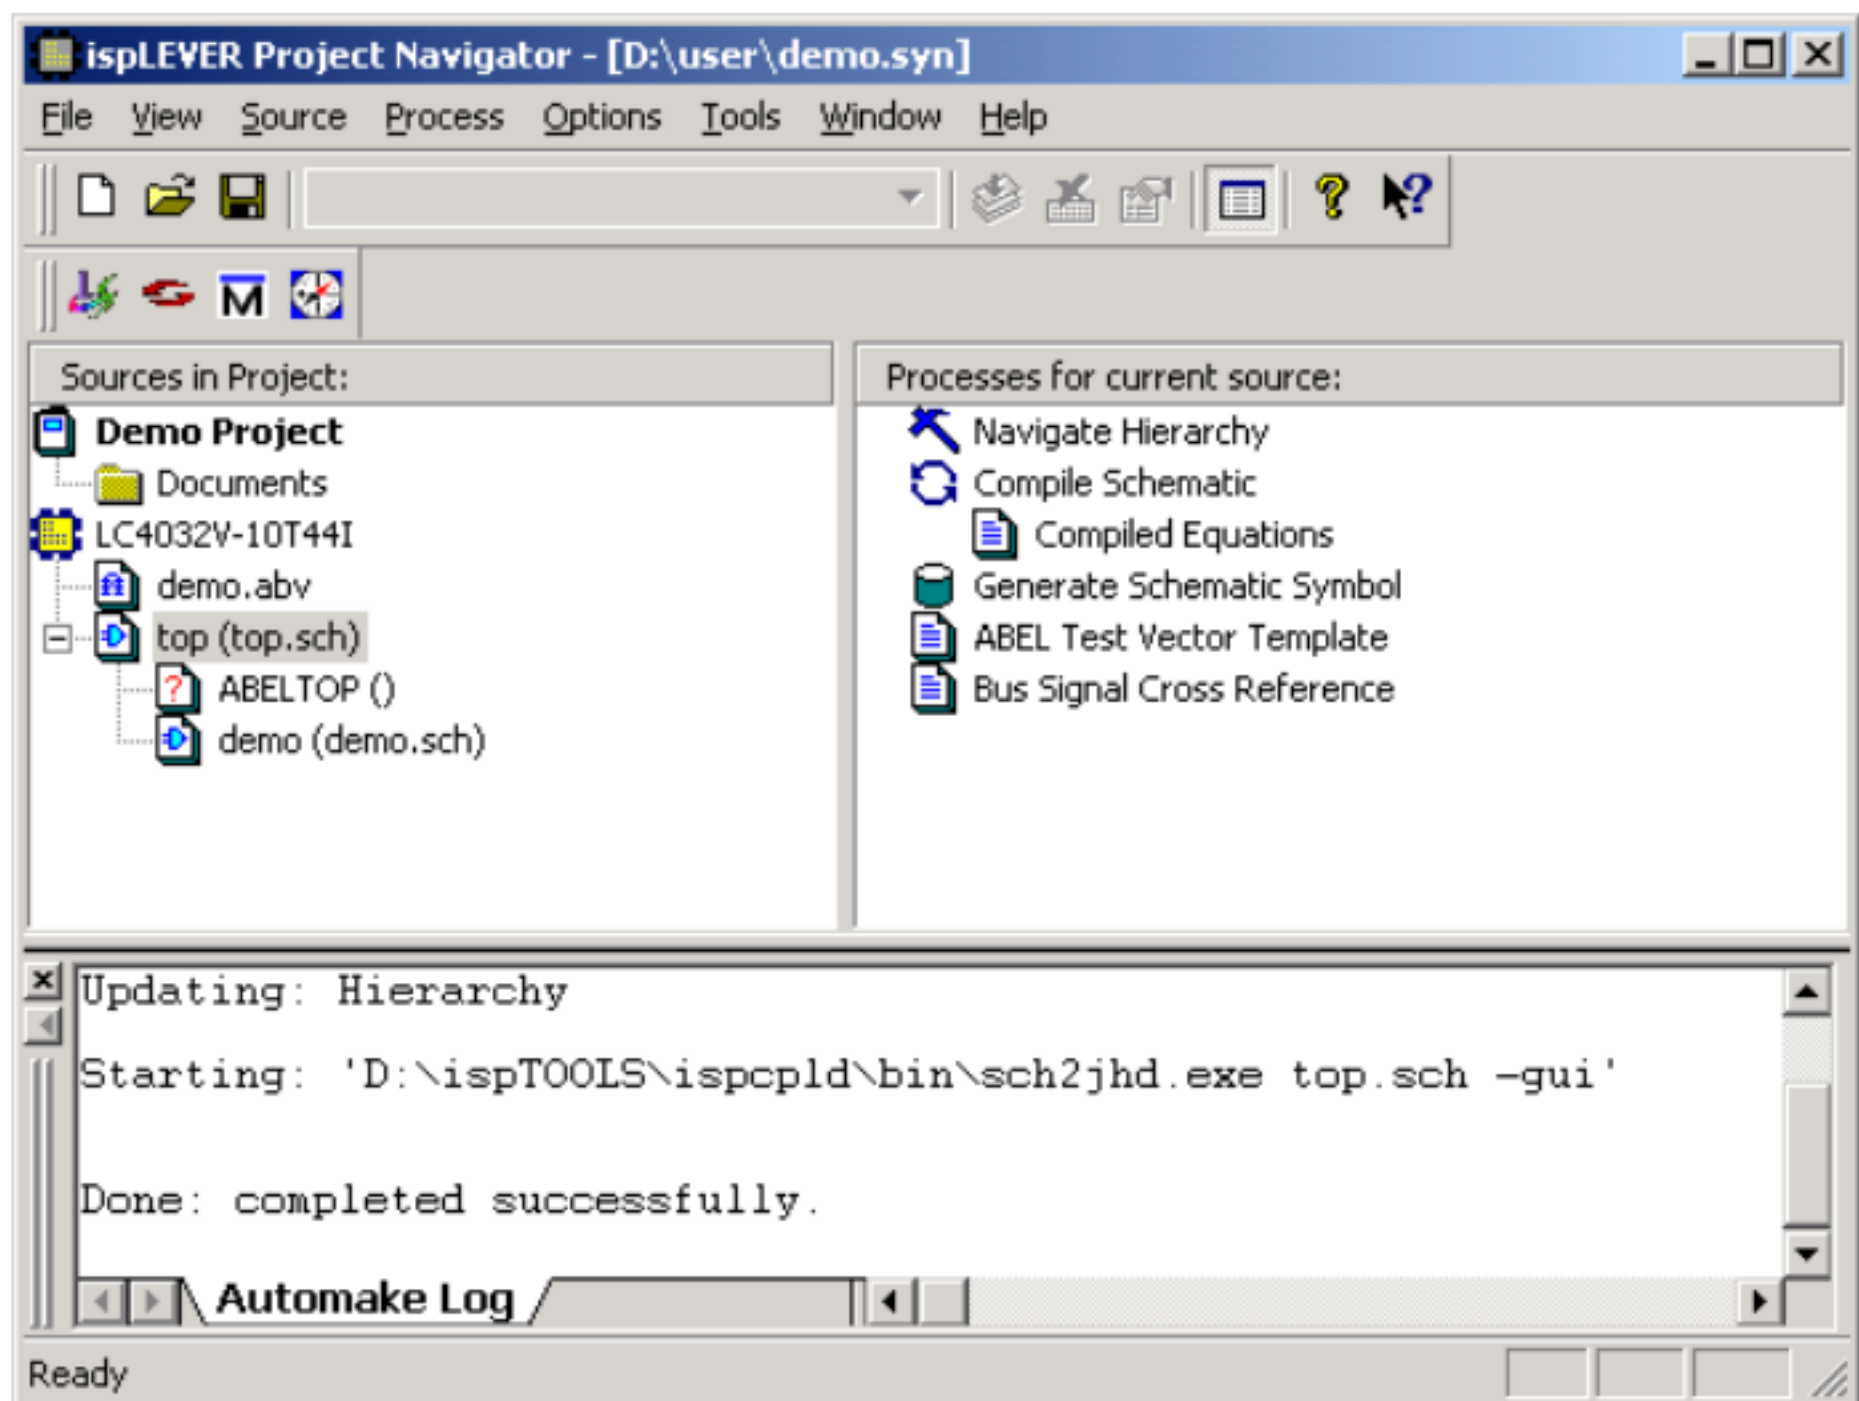 ispLEVER Project Navigator - [D:\user\demo.syn]
File View Source Process Options Tools Window Help
Sources in Project:
Demo Project
Documents
LC4032V-10T44I
demo.abv
top (top.sch)
ABELTOP ()
demo (demo.sch)
Processes for current source:
Navigate Hierarchy
Compile Schematic
Compiled Equations
Generate Schematic Symbol
ABEL Test Vector Template
Bus Signal Cross Reference
Updating: Hierarchy
Starting: 'D:\ispTOOLS\ispcpld\bin\sch2jhd.exe top.sch -gui'
Done: completed successfully.
Automake Log
Ready